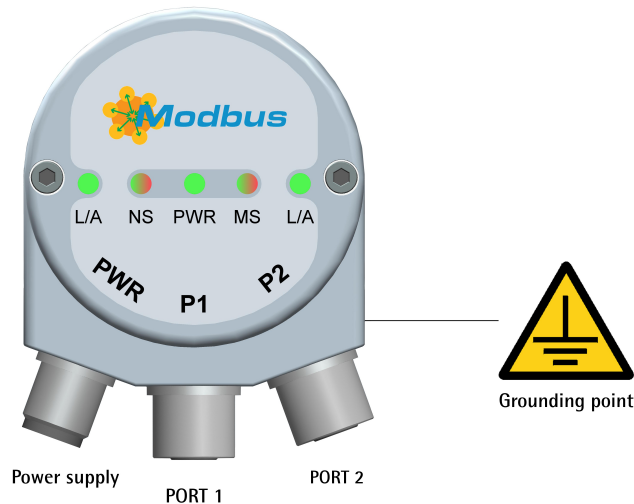 Modbus
L/A NS PWR MS L/A
PWR P1 P2
Grounding point
Power supply
PORT 1
PORT 2